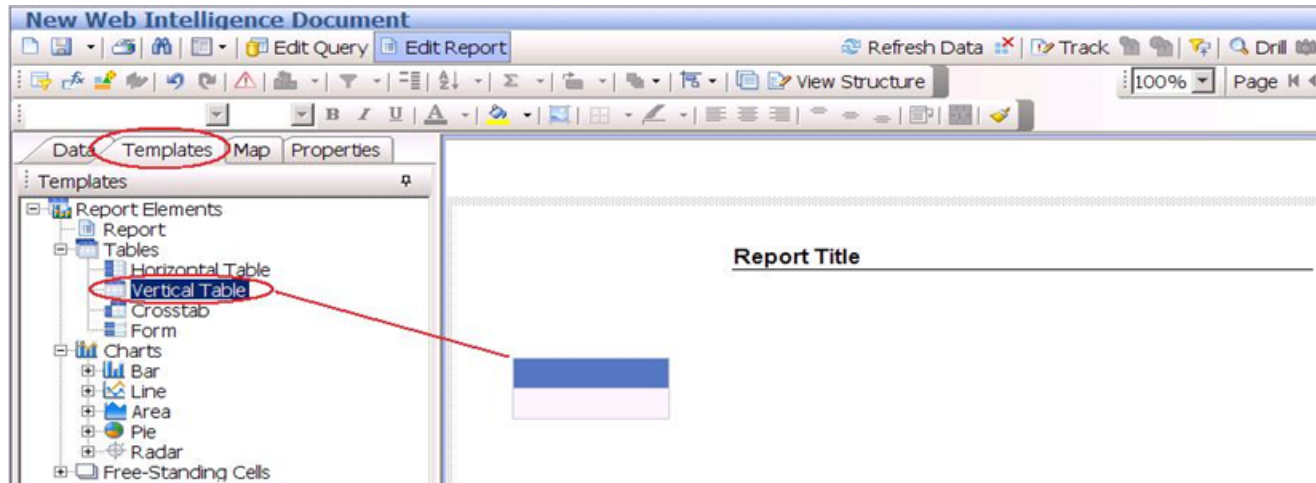 New Web Intelligence Document
Edit Query Edit Report Refresh Data Track Drill
View Structure 100% Page
B I U A
Data Templates Map Properties
Templates
Report Elements
Report
Tables
Horizontal Table
Vertical Table
Crosstab
Form
Charts
Bar
Line
Area
Pie
Radar
Free-Standing Cells
Report Title